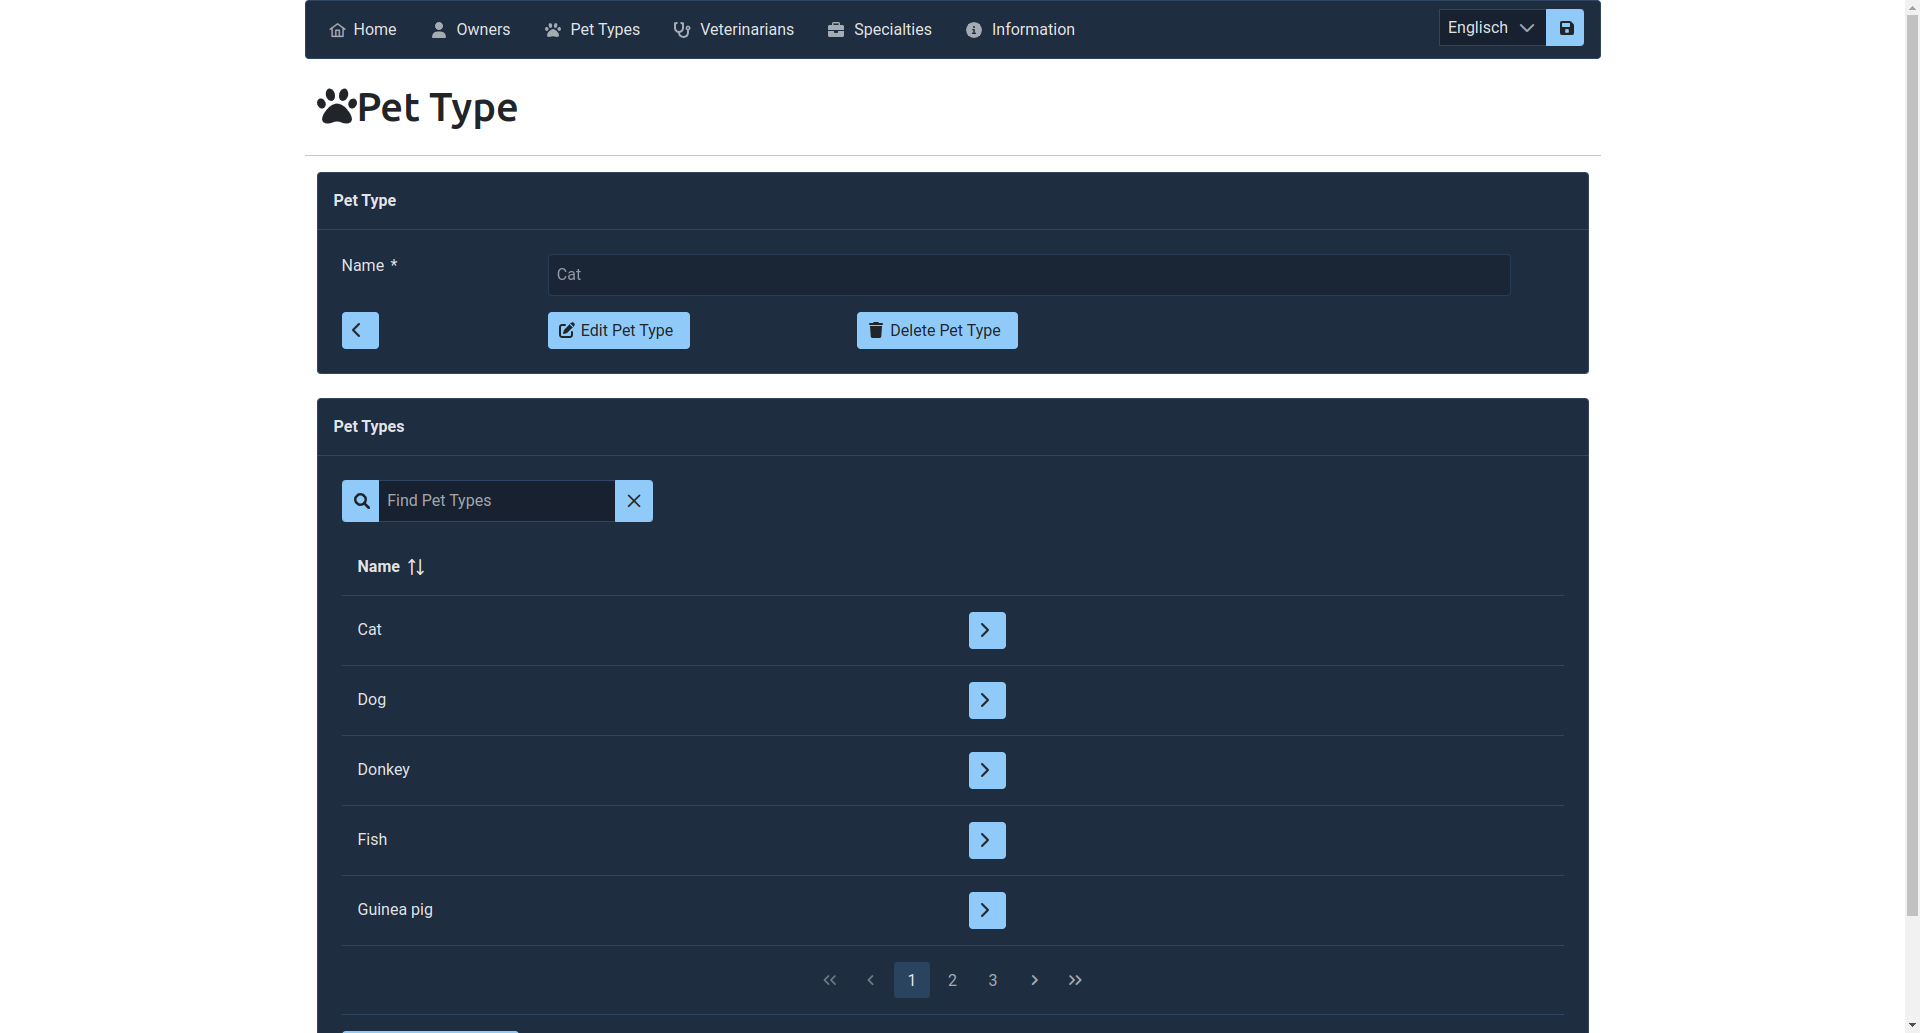 Home Owners Pet Types Veterinarians Specialties Information Englisch
Pet Type
Pet Type
Name *
Cat
Edit Pet Type Delete Pet Type
Pet Types
Find Pet Types
Name
Cat
Dog
Donkey
Fish
Guinea pig
1 2 3